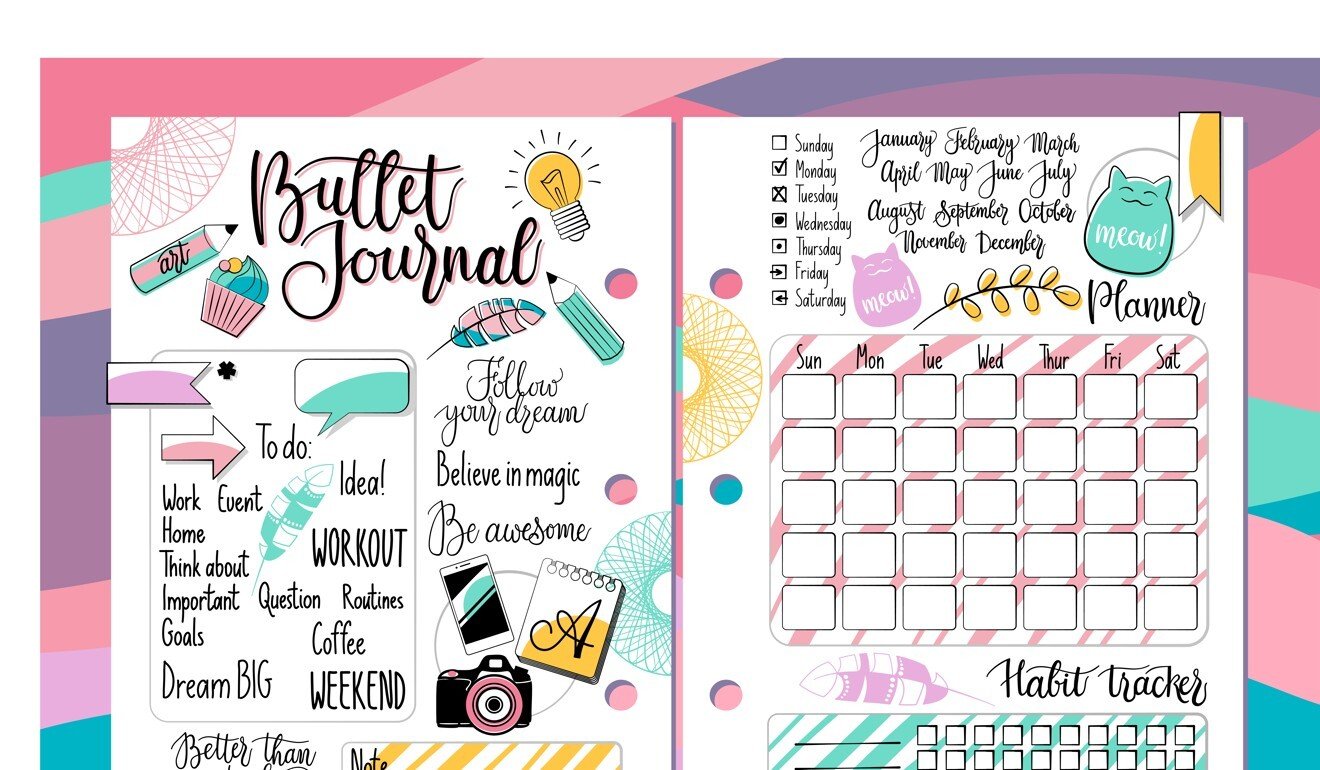 Bullet
Journal
art
Follow
your dream
Believe in magic
Be awesome
To do:
Idea!
Work Event
Home
WORKOUT
Think about
Important Question Routines
Goals
Coffee
Dream BIG
WEEKEND
A
Better than
Note
Sunday
Monday
Tuesday
Wednesday
Thursday
Friday
Saturday
January February March
April May June July
August September October
November December
meow!
meow!
Planner
Sun Mon Tue Wed Thur Fri Sat
Habit tracker